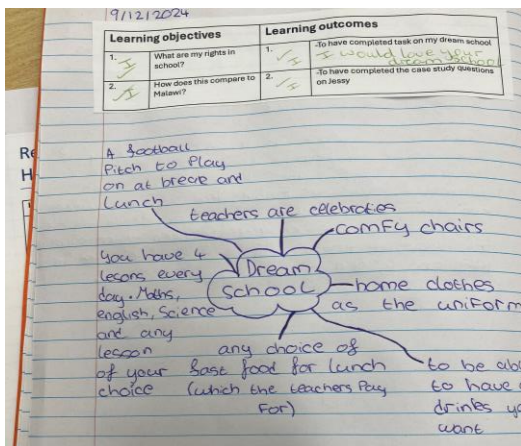 9/12/2024
Learning objectives
Learning outcomes
1.
What are my rights in
school?
1.
-To have completed task on my dream school
I would love your
dream school
2.
How does this compare to
Malawi?
2.
-To have completed the case study questions
on Jessy
Re
H
A football
Pitch to Play
on at breae and
Lunch
teachers are celebraties
comfy chairs
You have 4
lesons every
day. Maths,
english, Science
and any
lesson
of your
choice
Dream
School
home clothes
as the uniform
any choice of
fast food for lunch
(which the teachers Pay
For)
to be abl
to have
drinks yo
want